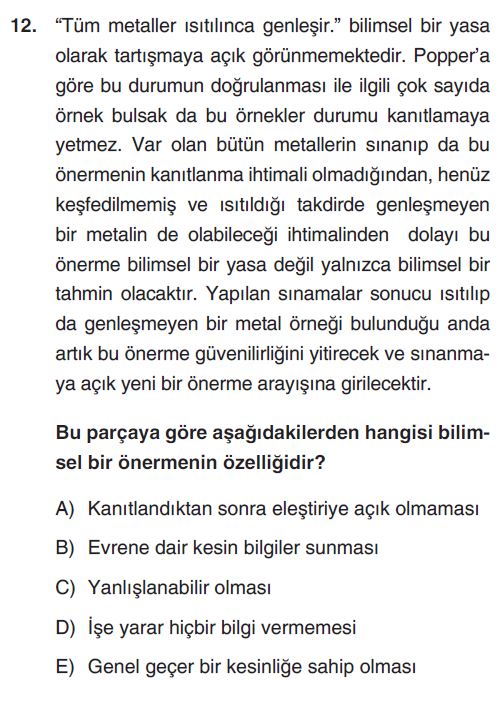 12. “Tüm metaller ısıtılınca genleşir.” bilimsel bir yasa
olarak tartışmaya açık görünmemektedir. Popper’a
göre bu durumun doğrulanması ile ilgili çok sayıda
örnek bulsak da bu örnekler durumu kanıtlamaya
yetmez. Var olan bütün metallerin sınanıp da bu
önermenin kanıtlanma ihtimali olmadığından, henüz
keşfedilmemiş ve ısıtıldığı takdirde genleşmeyen
bir metalin de olabileceği ihtimalinden dolayı bu
önerme bilimsel bir yasa değil yalnızca bilimsel bir
tahmin olacaktır. Yapılan sınamalar sonucu ısıtılıp
da genleşmeyen bir metal örneği bulunduğu anda
artık bu önerme güvenilirliğini yitirecek ve sınanma-
ya açık yeni bir önerme arayışına girilecektir.
Bu parçaya göre aşağıdakilerden hangisi bilim-
sel bir önermenin özelliğidir?
A) Kanıtlandıktan sonra eleştiriye açık olmaması
B) Evrene dair kesin bilgiler sunması
C) Yanlışlanabilir olması
D) İşe yarar hiçbir bilgi vermemesi
E) Genel geçer bir kesinliğe sahip olması